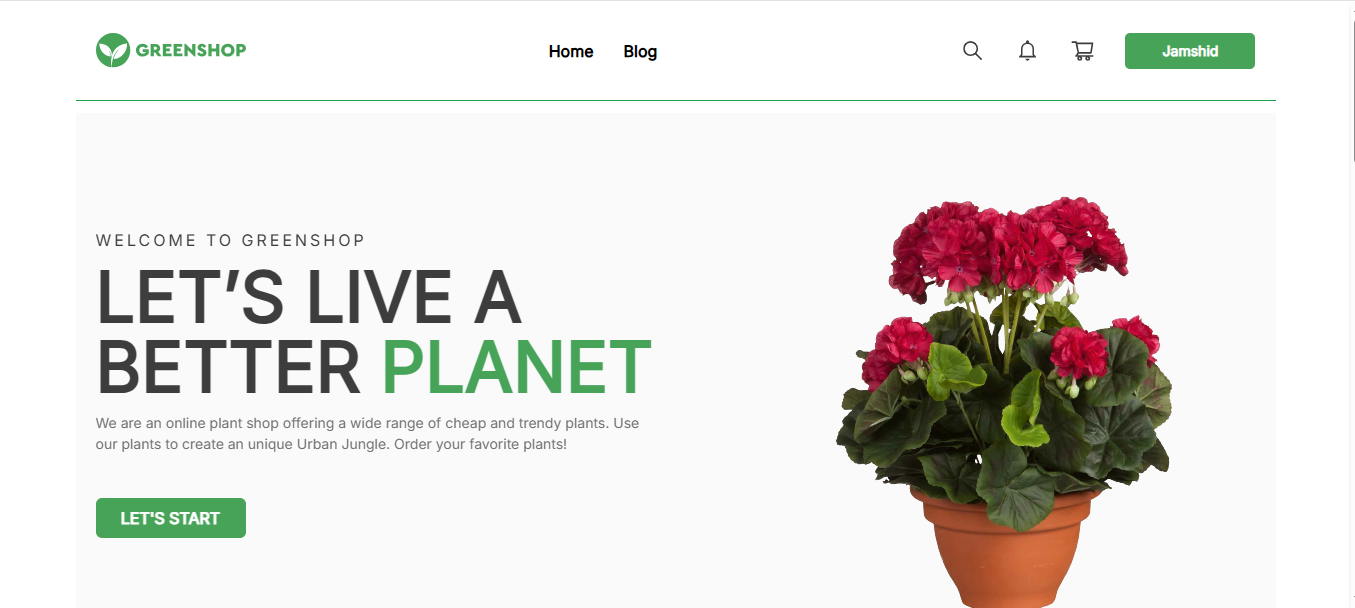 GREENSHOP
Home
Blog
Jamshid
WELCOME TO GREENSHOP
LET’S LIVE A
BETTER PLANET
We are an online plant shop offering a wide range of cheap and trendy plants. Use
our plants to create an unique Urban Jungle. Order your favorite plants!
LET'S START